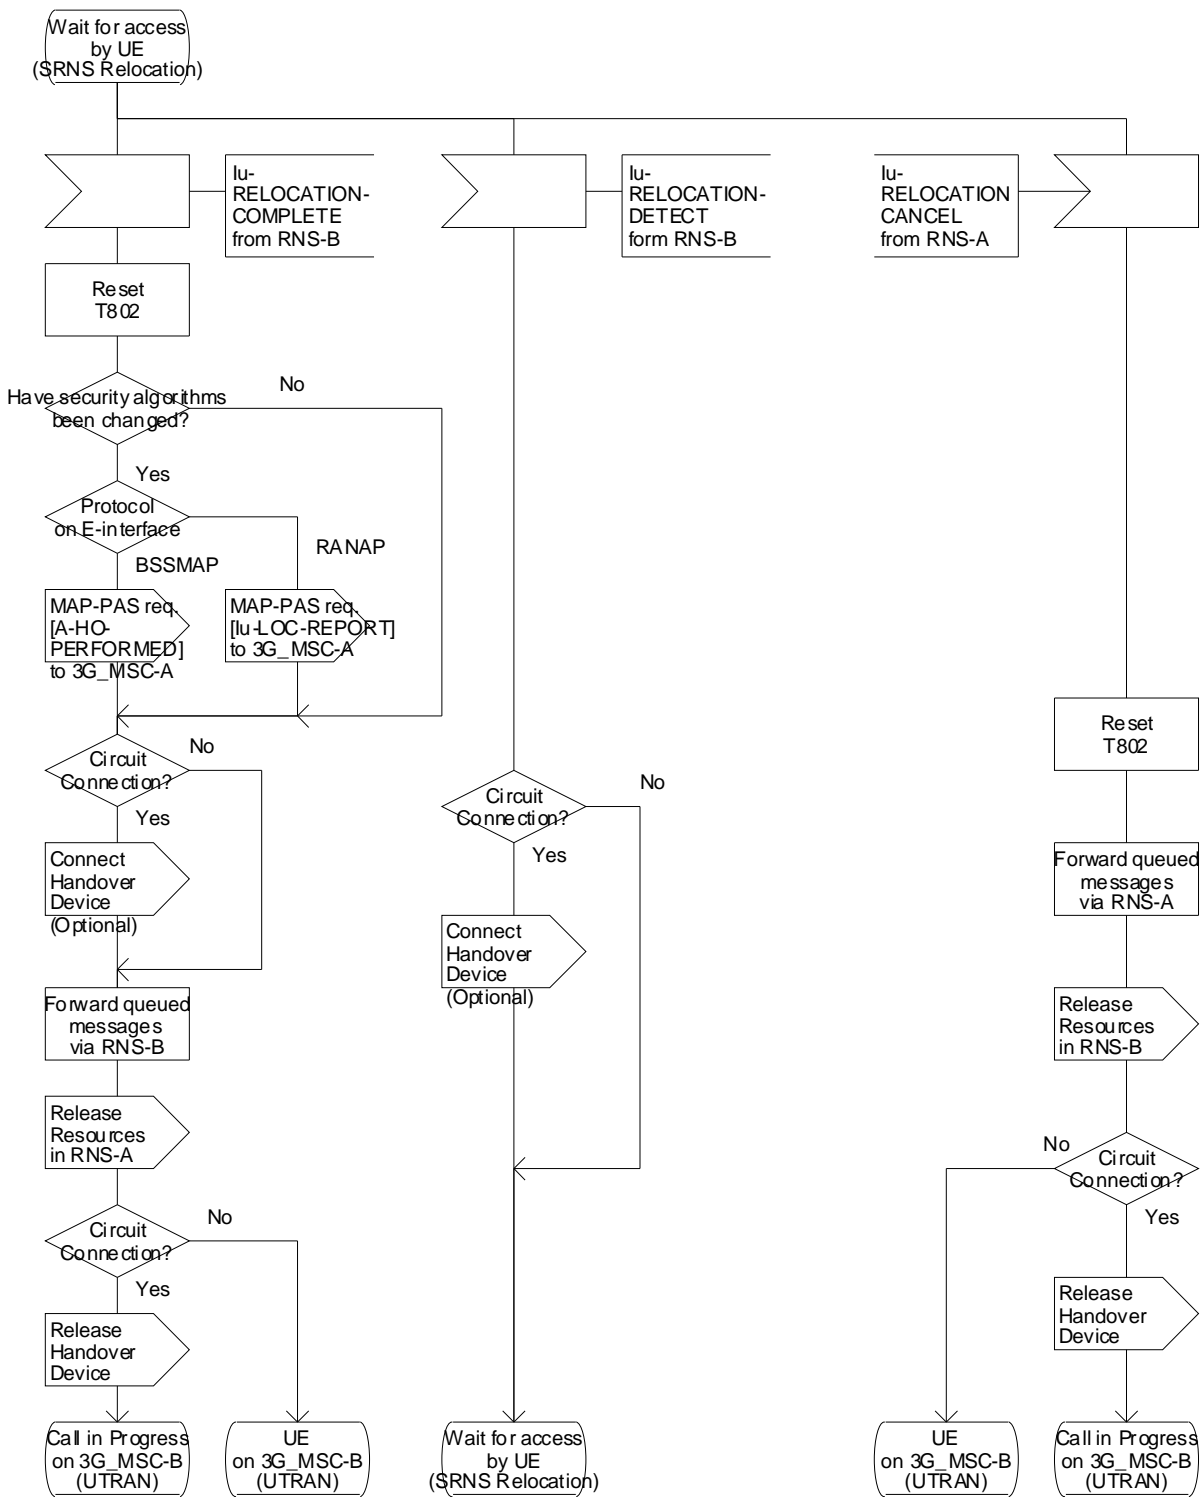 Wait for access
by UE
(SRNS Relocation)
Iu-
RELOCATION-
COMPLETE
from RNS-B
Iu-
RELOCATION-
DETECT
form RNS-B
Iu-
RELOCATION
CANCEL
from RNS-A
Reset
T802
Have security algorithms
been changed?
No
Yes
Protocol
on E-interface
RANAP
BSSMAP
MAP-PAS req.
[A-HO-
PERFORMED]
to 3G_MSC-A
MAP-PAS req.
[Iu-LOC-REPORT]
to 3G_MSC-A
Circuit
Connection?
No
Yes
Connect
Handover
Device
(Optional)
Forward queued
messages
via RNS-B
Release
Resources
in RNS-A
Circuit
Connection?
No
Yes
Release
Handover
Device
Call in Progress
on 3G_MSC-B
(UTRAN)
UE
on 3G_MSC-B
(UTRAN)
Circuit
Connection?
No
Yes
Connect
Handover
Device
(Optional)
Wait for access
by UE
(SRNS Relocation)
Reset
T802
Forward queued
messages
via RNS-A
Release
Resources
in RNS-B
No
Circuit
Connection?
Yes
Release
Handover
Device
UE
on 3G_MSC-B
(UTRAN)
Call in Progress
on 3G_MSC-B
(UTRAN)